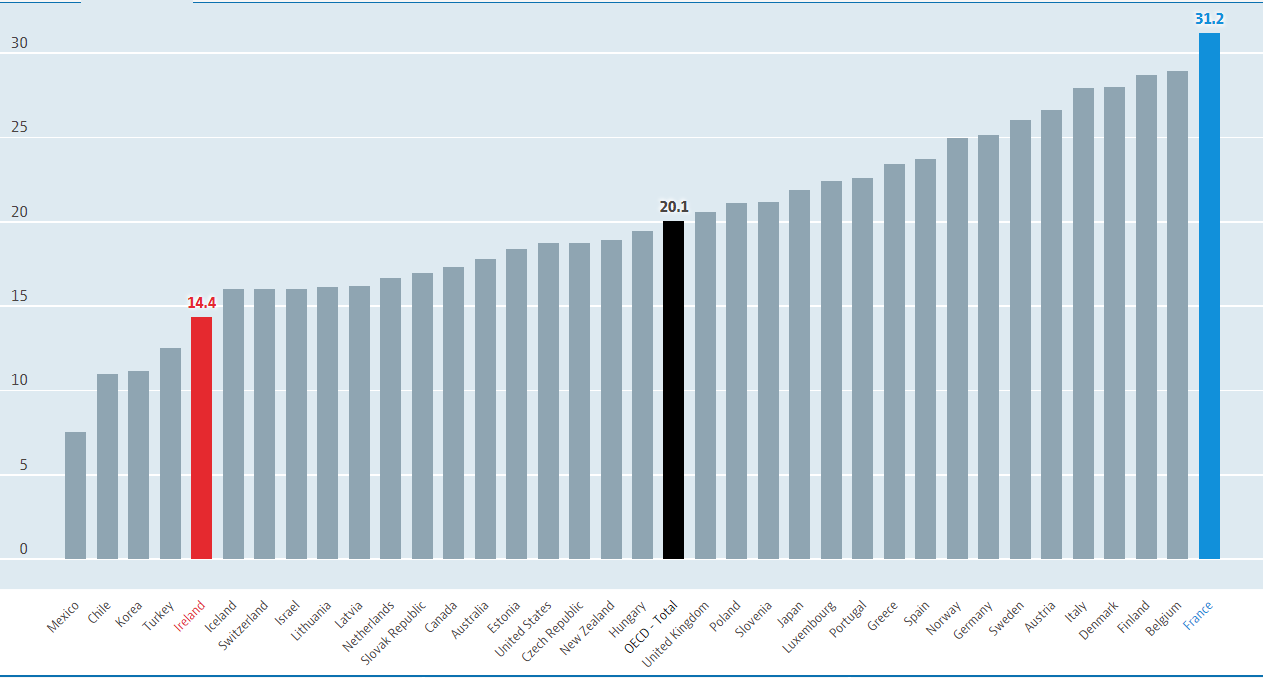 31.2
30
25
20.1
20
15
14.4
10
5
0
Mexico
Chile
Korea
Turkey
Ireland
Iceland
Switzerland
Israel
Lithuania
Latvia
Netherlands
Slovak Republic
Canada
Australia
Estonia
United States
Czech Republic
New Zealand
Hungary
OECD - Total
United Kingdom
Poland
Slovenia
Japan
Luxembourg
Portugal
Greece
Spain
Norway
Germany
Sweden
Austria
Italy
Denmark
Finland
Belgium
France